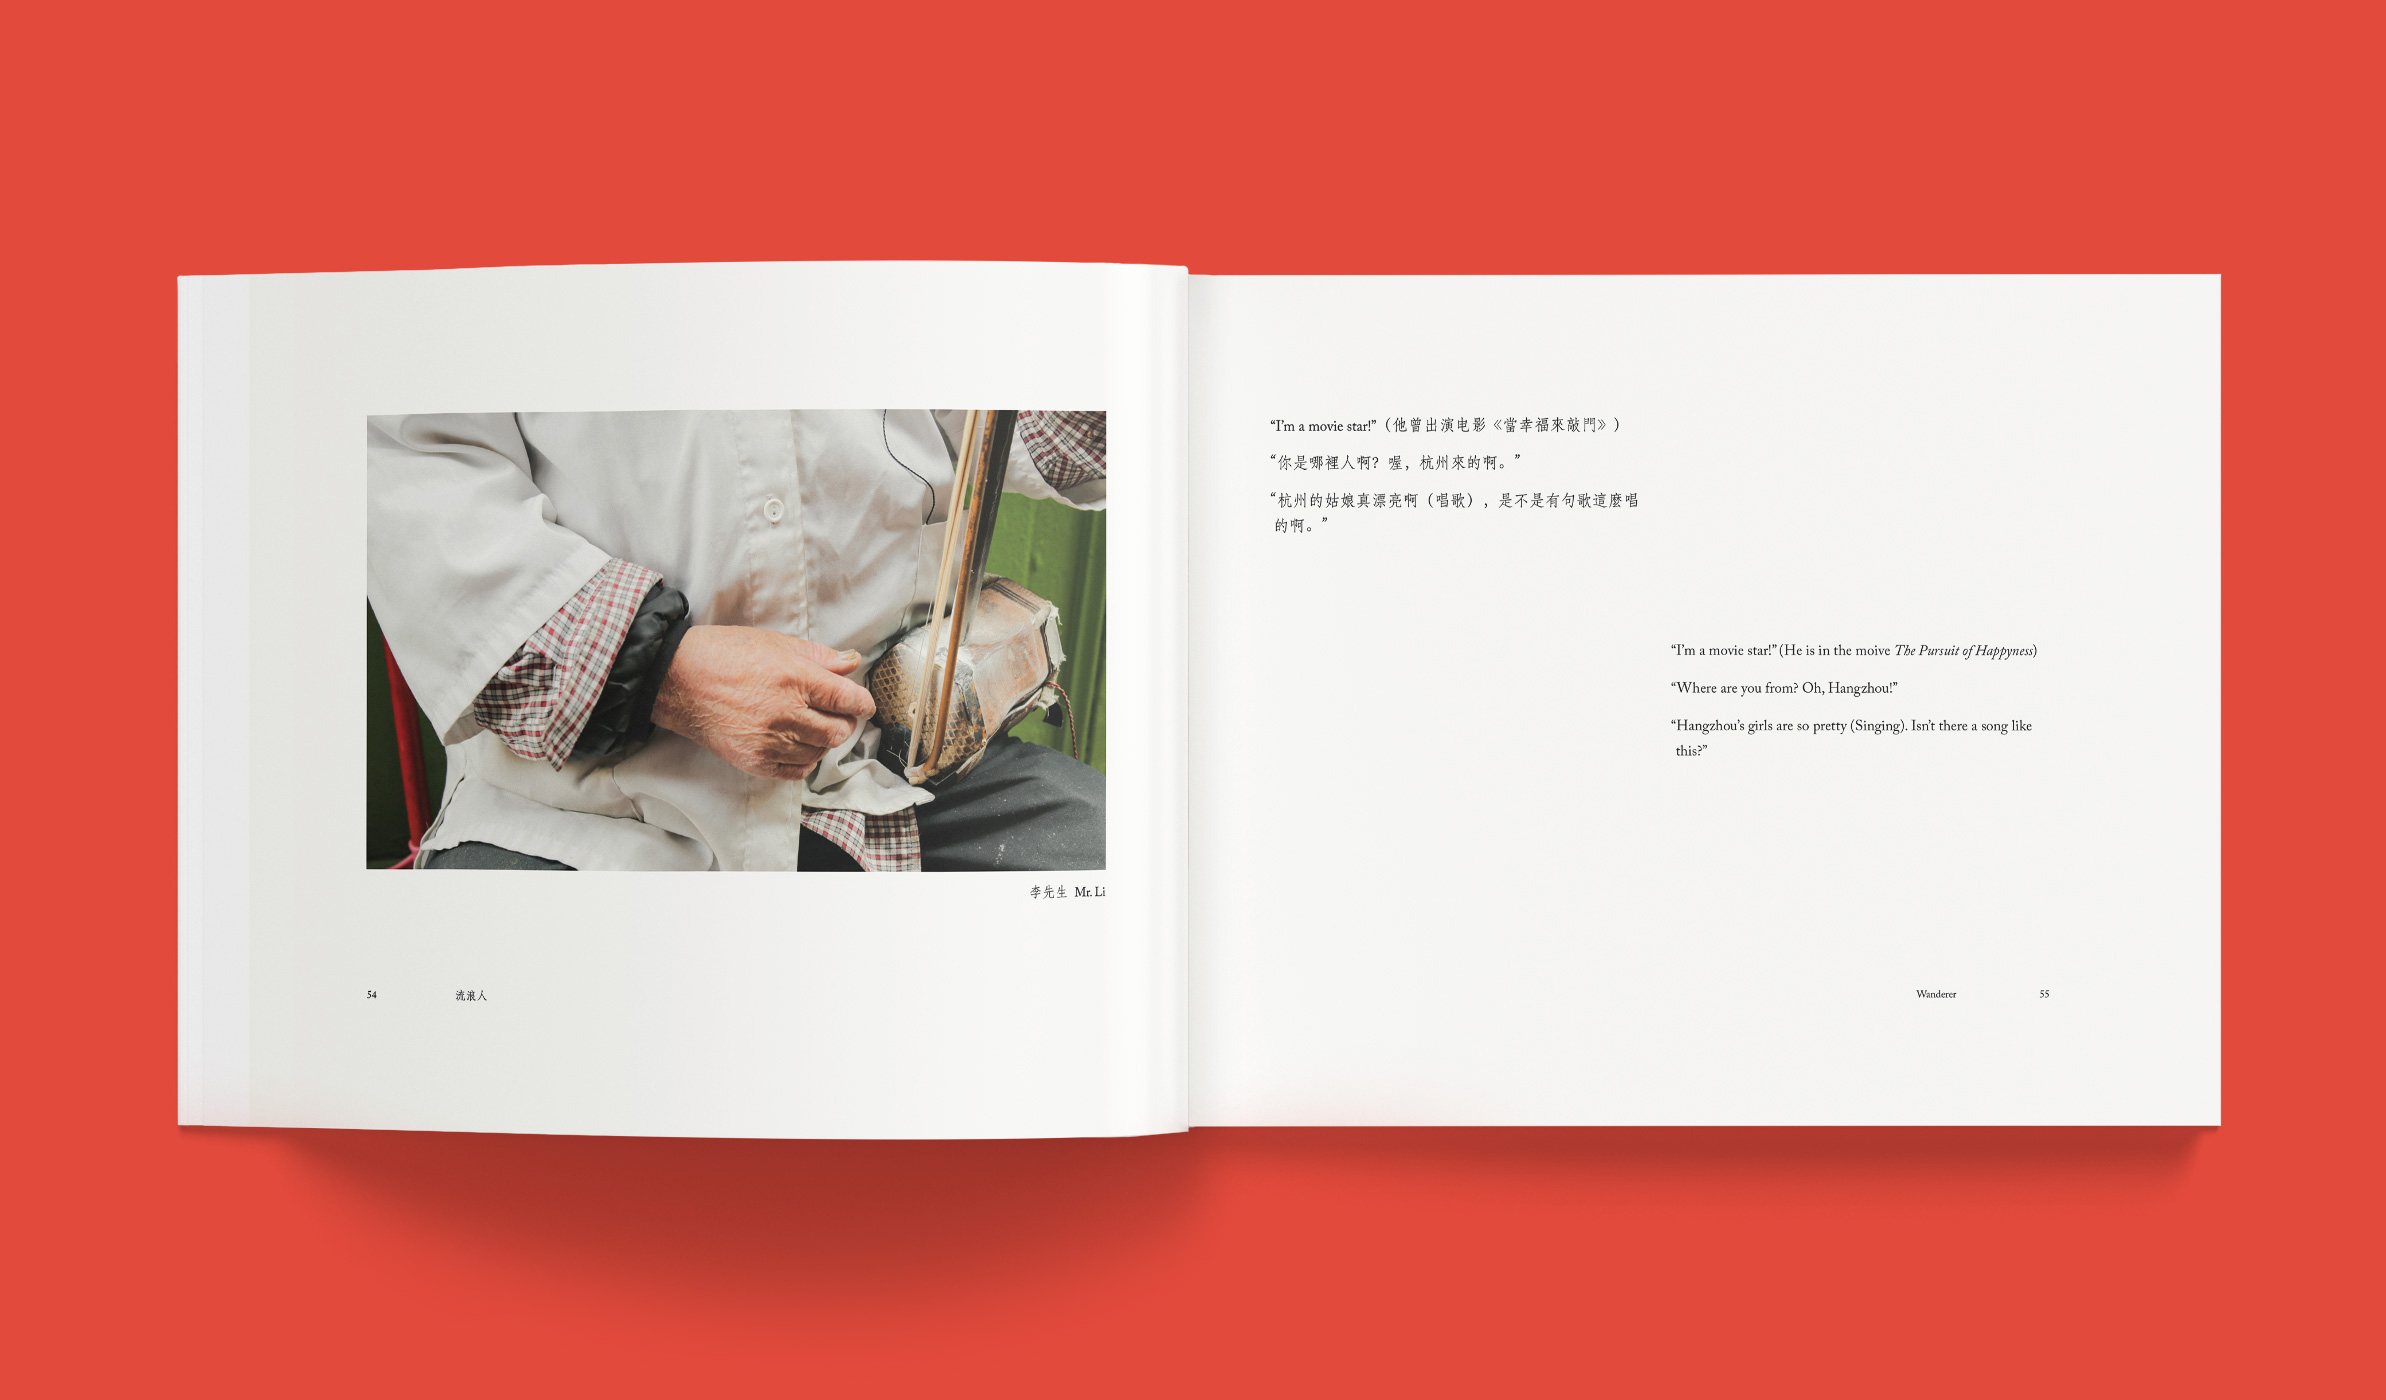 李先生 Mr. Li
54 流浪人
“I’m a movie star!”（他曾出演电影《當幸福來敲門》）
“你是哪裡人啊？喔，杭州來的啊。”
“杭州的姑娘真漂亮啊（唱歌），是不是有句歌這麼唱
的啊。”
“I’m a movie star!” (He is in the moive The Pursuit of Happyness)
“Where are you from? Oh, Hangzhou!”
“Hangzhou’s girls are so pretty (Singing). Isn’t there a song like
this?”
Wanderer 55